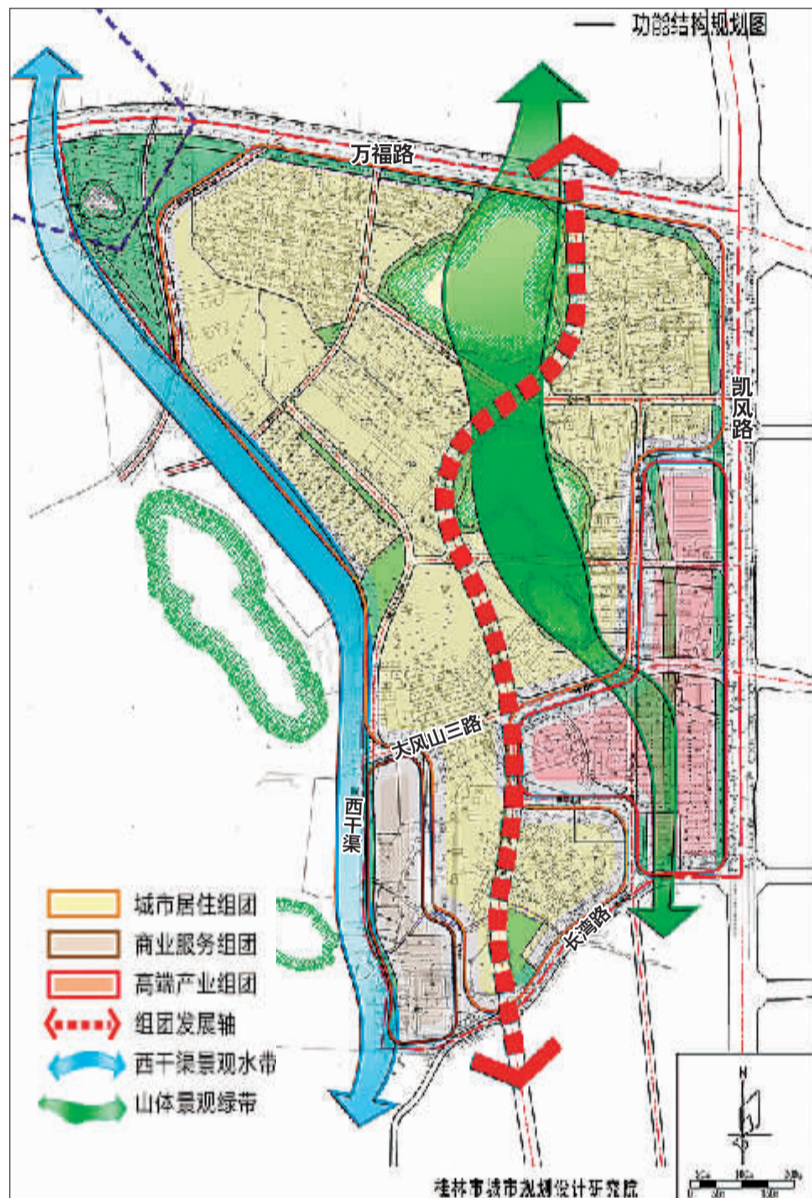 功能结构规划图
万福路
凯风路
大风山三路
西干渠
长湾路
城市居住组团
商业服务组团
高端产业组团
组团发展轴
西干渠景观水带
山体景观绿带
N
桂林市城市规划设计研究院